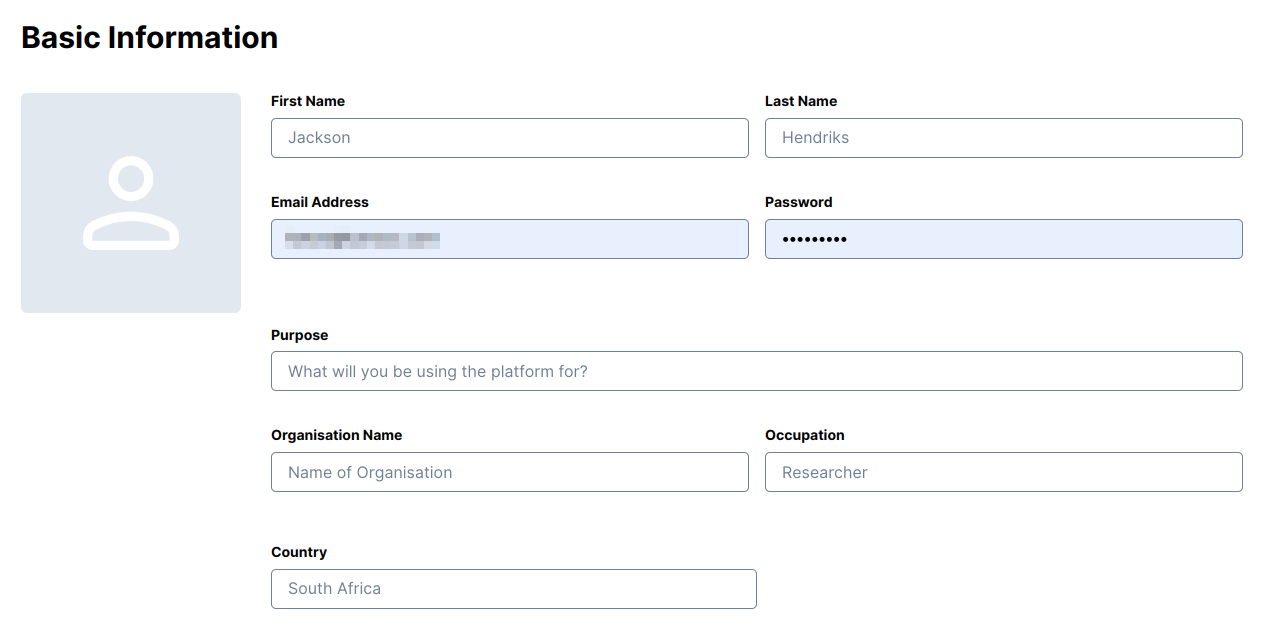 Basic Information
First Name
Last Name
Jackson
Hendriks
Email Address
Password
•••••••••
Purpose
What will you be using the platform for?
Organisation Name
Occupation
Name of Organisation
Researcher
Country
South Africa